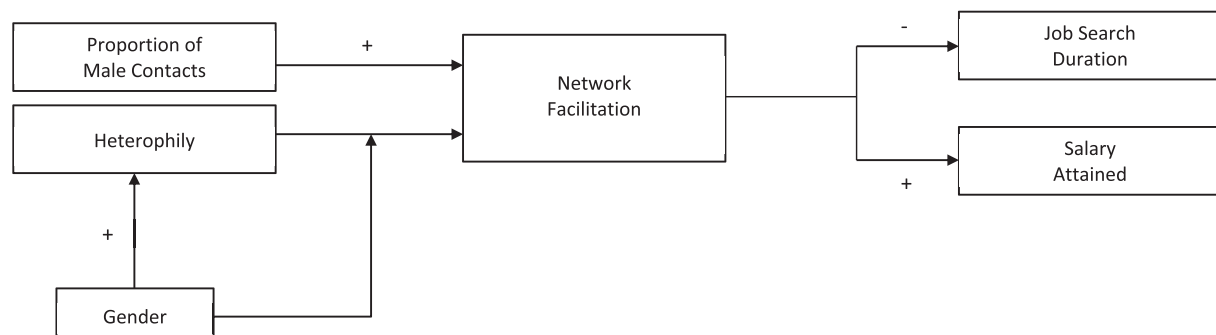 Proportion of
Male Contacts
+
Heterophily
+
Gender
Network
Facilitation
-
Job Search
Duration
+
Salary
Attained